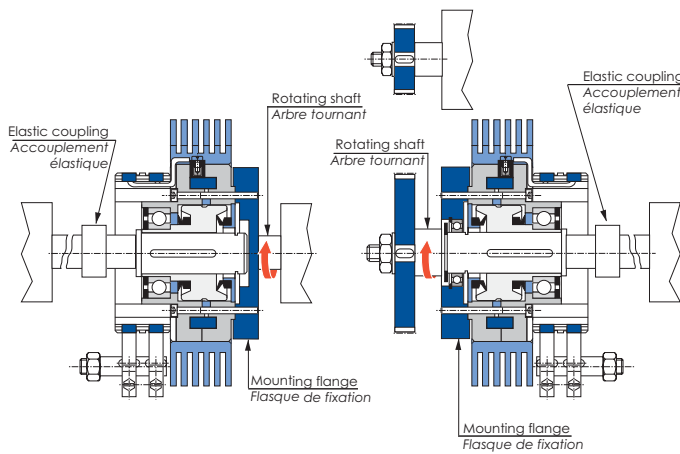 Elastic coupling
Accouplement
élastique
Rotating shaft
Arbre tournant
Mounting flange
Flasque de fixation
Rotating shaft
Arbre tournant
Elastic coupling
Accouplement
élastique
Mounting flange
Flasque de fixation